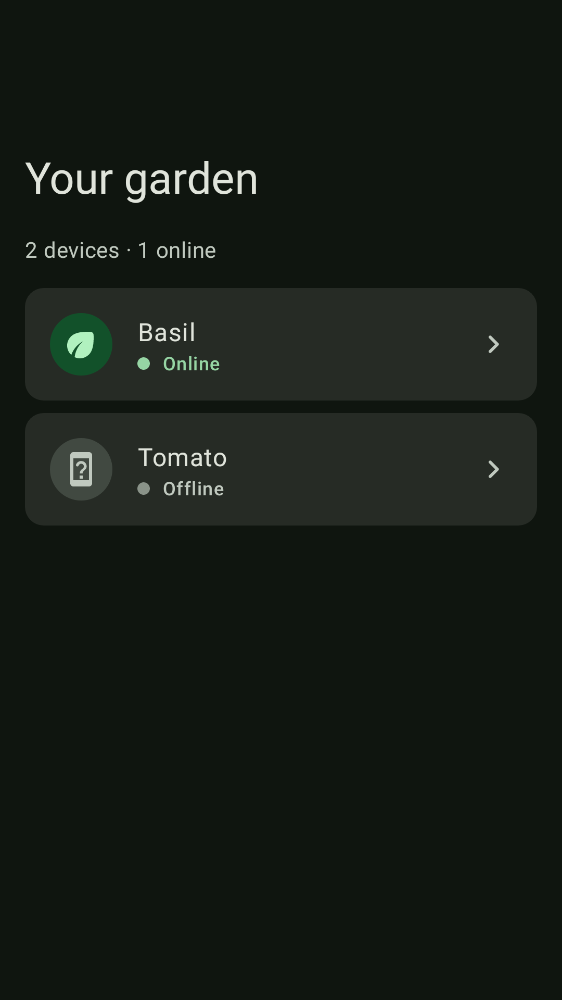 Your garden
2 devices · 1 online
Basil
Online
Tomato
Offline